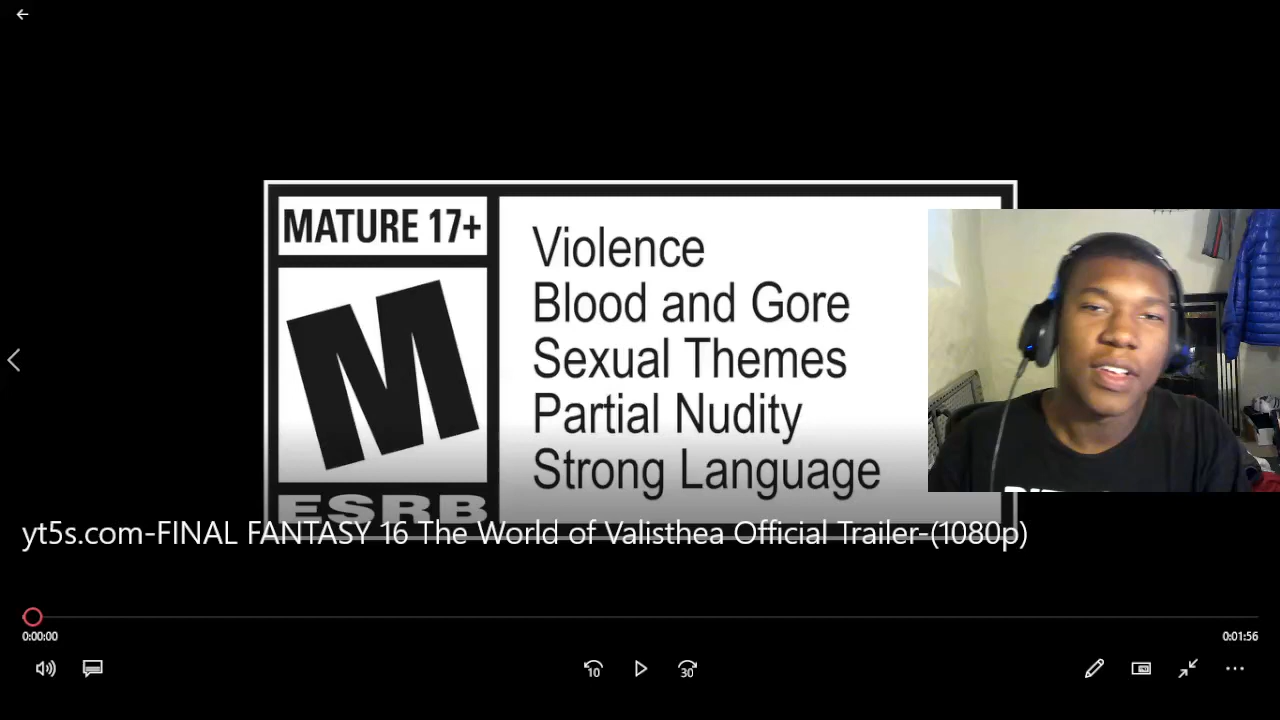 MATURE 17+
M
ESRB
Violence
Blood and Gore
Sexual Themes
Partial Nudity
Strong Language
yt5s.com-FINAL FANTASY 16 The World of Valisthea Official Trailer-(1080p)
0:00:00
0:01:56
10
30